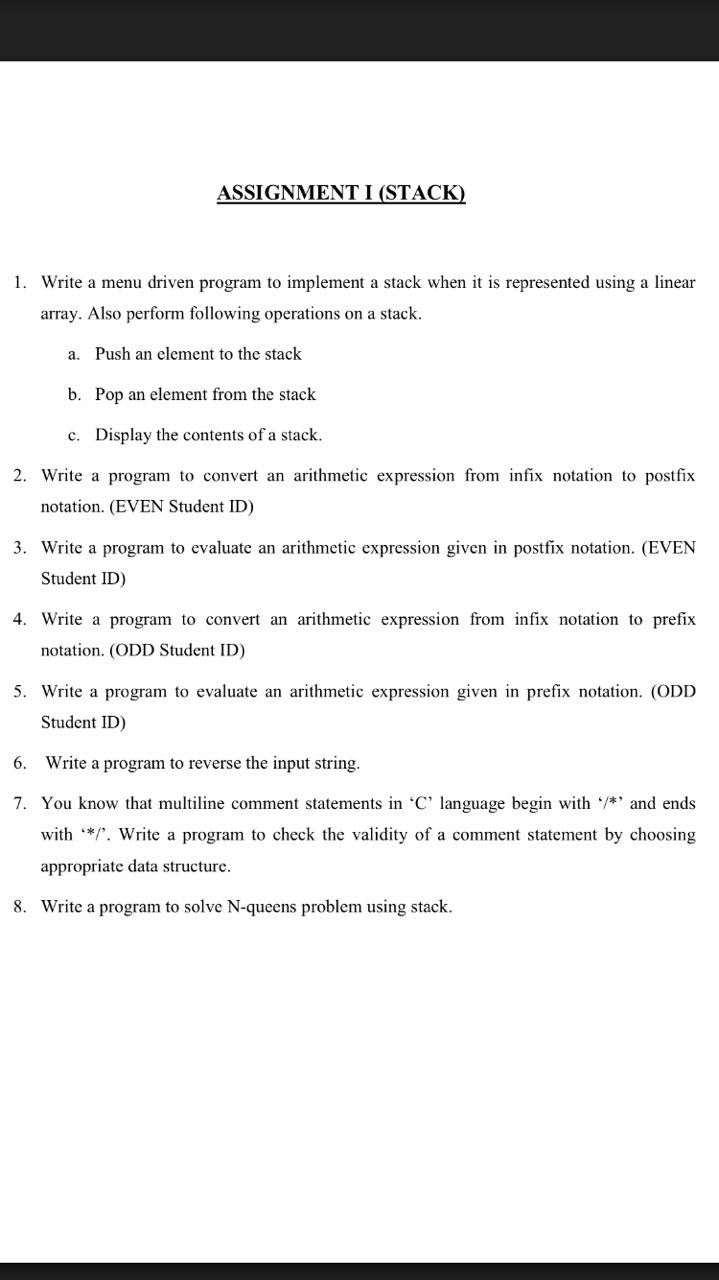 ASSIGNMENT I (STACK)
1. Write a menu driven program to implement a stack when it is represented using a linear
array. Also perform following operations on a stack.
a. Push an element to the stack
b. Pop an element from the stack
c. Display the contents of a stack.
2. Write a program to convert an arithmetic expression from infix notation to postfix
notation. (EVEN Student ID)
3. Write a program to evaluate an arithmetic expression given in postfix notation. (EVEN
Student ID)
4. Write a program to convert an arithmetic expression from infix notation to prefix
notation. (ODD Student ID)
5. Write a program to evaluate an arithmetic expression given in prefix notation. (ODD
Student ID)
6. Write a program to reverse the input string.
7. You know that multiline comment statements in ‘C’ language begin with ‘/*’ and ends
with ‘*/’. Write a program to check the validity of a comment statement by choosing
appropriate data structure.
8. Write a program to solve N-queens problem using stack.